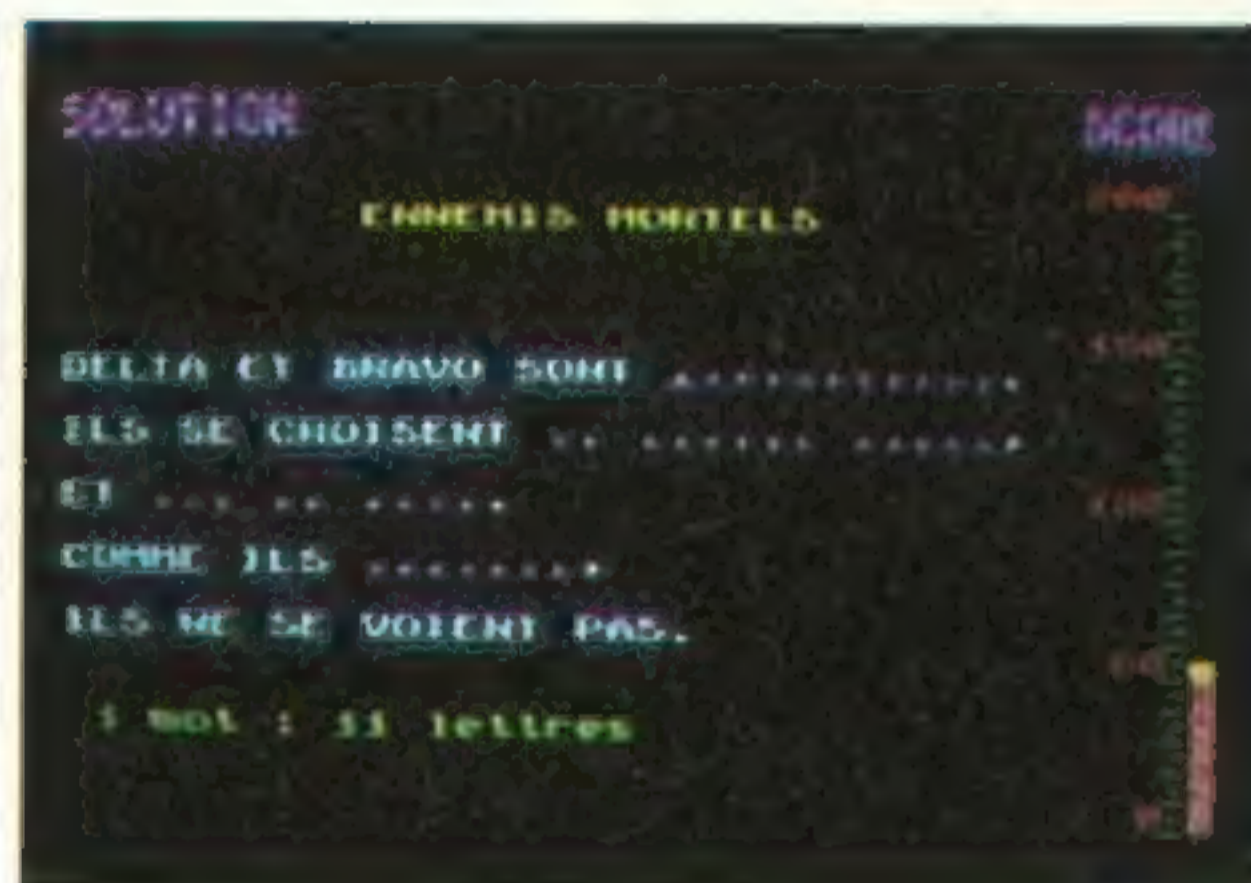 SOLUTION
SCORE
ENNEMIS MORTELS
DELTA ET BRAVO SONT ...............
ILS SE CROISENT .. ....... ......
ET ... .. .....
COMME ILS ..........
ILS NE SE VOIENT PAS.
1 mot : 11 lettres